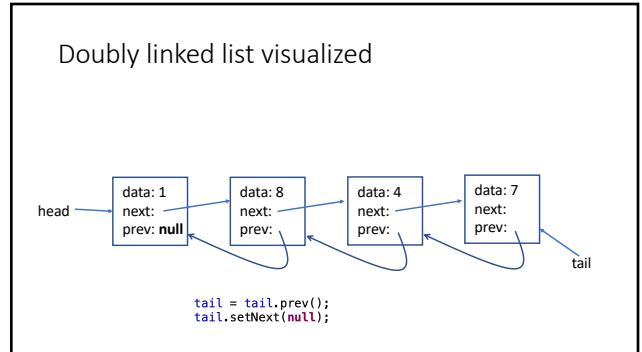 Doubly linked list visualized
head
data: 1
next:
prev: null
data: 8
next:
prev:
data: 4
next:
prev:
data: 7
next:
prev:
tail
tail = tail.prev();
tail.setNext(null);